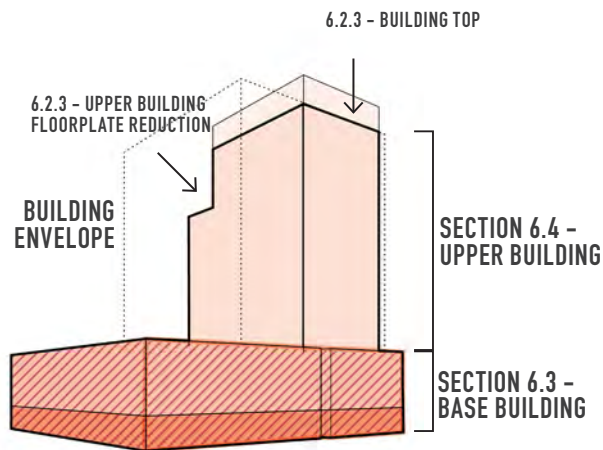 6.2.3 – BUILDING TOP
6.2.3 – UPPER BUILDING
FLOORPLATE REDUCTION
BUILDING
ENVELOPE
SECTION 6.4 –
UPPER BUILDING
SECTION 6.3 –
BASE BUILDING